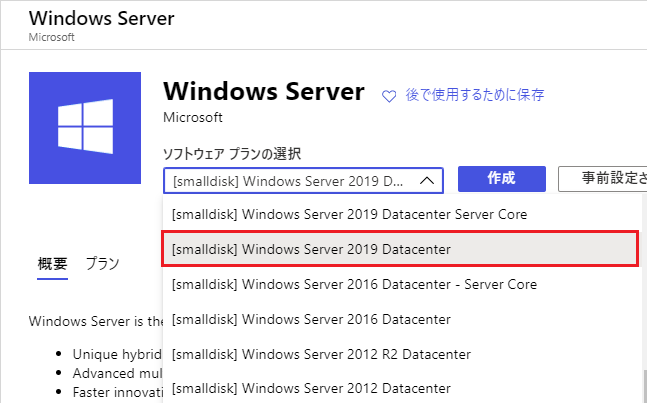 Windows Server
Microsoft
Windows Server 後で使用するために保存
Microsoft
ソフトウェア プランの選択
[smalldisk] Windows Server 2019 D... 作成 事前設定さ
[smalldisk] Windows Server 2019 Datacenter Server Core
[smalldisk] Windows Server 2019 Datacenter
[smalldisk] Windows Server 2016 Datacenter - Server Core
[smalldisk] Windows Server 2016 Datacenter
[smalldisk] Windows Server 2012 R2 Datacenter
[smalldisk] Windows Server 2012 Datacenter
概要 プラン
Windows Server is the
• Unique hybrid
• Advanced mul
• Faster innovati